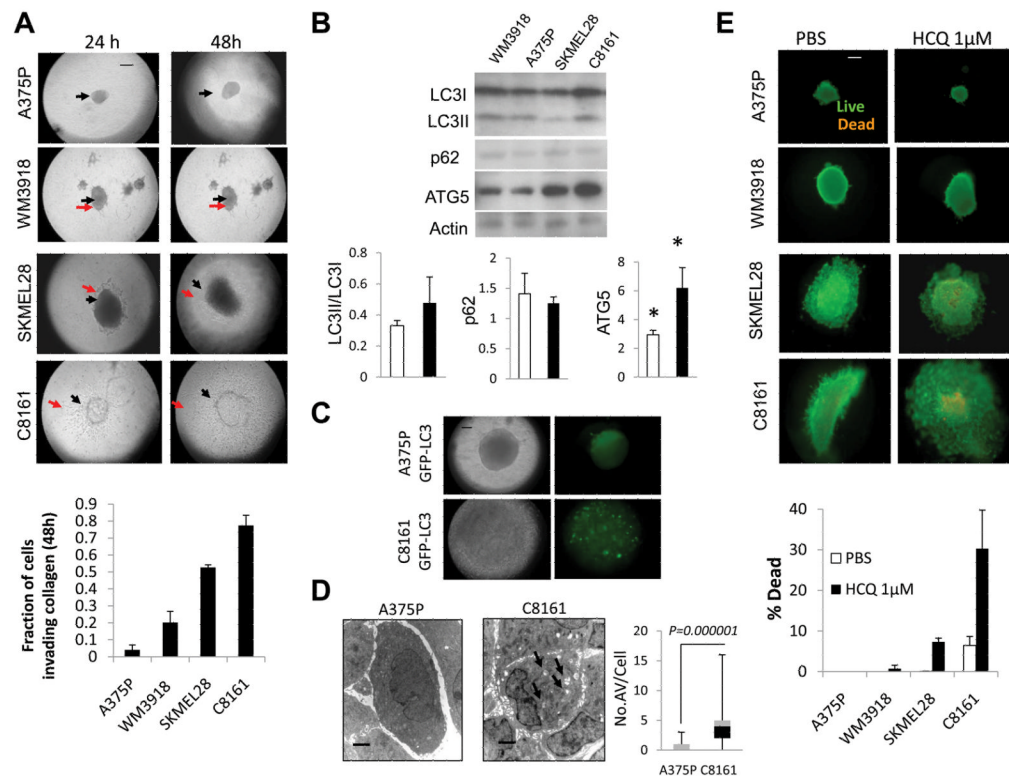 A
24 h
48h
A375P
WM3918
SKMEL28
C8161
Fraction of cells
invading collagen (48h)
0.9
0.8
0.7
0.6
0.5
0.4
0.3
0.2
0.1
0
A375P
WM3918
SKMEL28
C8161
B
WM3918
A375P
SKMEL28
C8161
LC3I
LC3II
p62
ATG5
Actin
LC3II/LC3I
0.8
0.6
0.4
0.2
0
p62
2
1.5
1
0.5
0
ATG5
8
6
4
2
0
*
*
C
A375P
GFP-LC3
C8161
GFP-LC3
D
A375P
C8161
No.AV/Cell
20
15
10
5
0
P=0.000001
A375P C8161
E
PBS
HCQ 1μM
A375P
Live
Dead
WM3918
SKMEL28
C8161
% Dead
40
30
20
10
0
PBS
HCQ 1μM
A375P
WM3918
SKMEL28
C8161